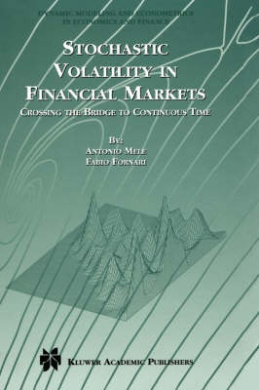 DYNAMIC MODELING AND ECONOMETRICS
IN ECONOMICS AND FINANCE
STOCHASTIC
VOLATILITY IN
FINANCIAL MARKETS
CROSSING THE BRIDGE TO CONTINUOUS TIME
BY:
ANTONIO MELE
FABIO FORNARI
KLUWER ACADEMIC PUBLISHERS